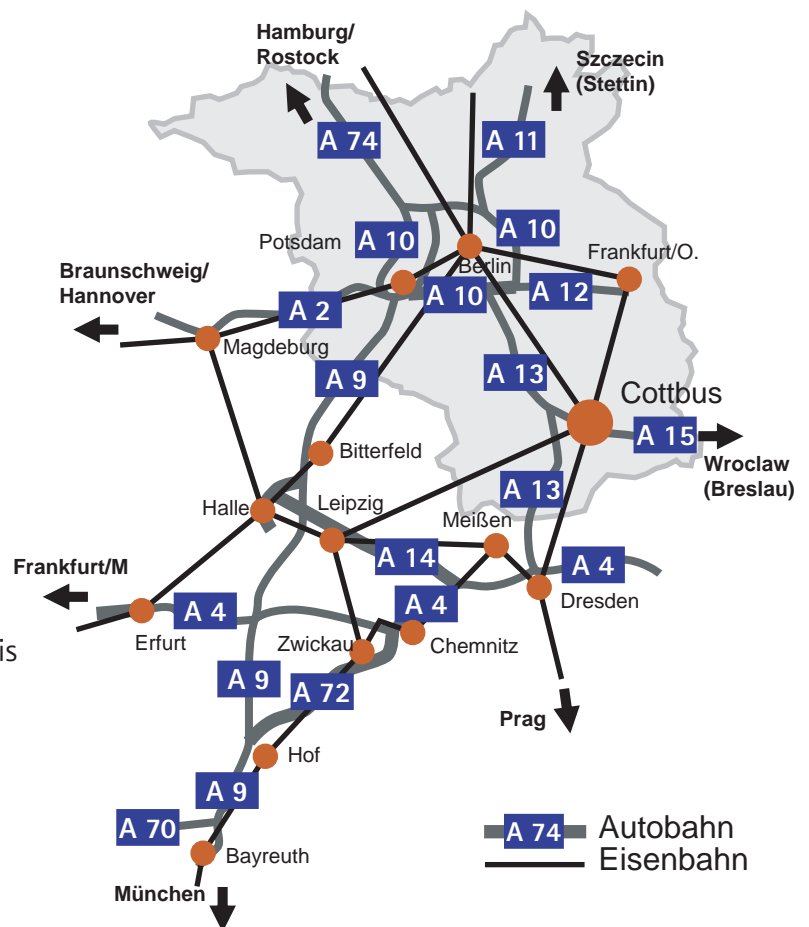 Hamburg/
Rostock
Szczecin
(Stettin)
A 74
A 11
Potsdam
A 10
A 10
Frankfurt/O.
Berlin
Braunschweig/
Hannover
A 2
A 10
A 12
Magdeburg
A 9
A 13
Cottbus
A 15
Bitterfeld
Wroclaw
(Breslau)
Halle
Leipzig
A 13
Meißen
Frankfurt/M
A 14
A 4
Dresden
A 4
A 4
Erfurt
Zwickau
Chemnitz
is
A 9
A 72
Prag
Hof
A 9
A 70
A 74
Autobahn
Eisenbahn
Bayreuth
München